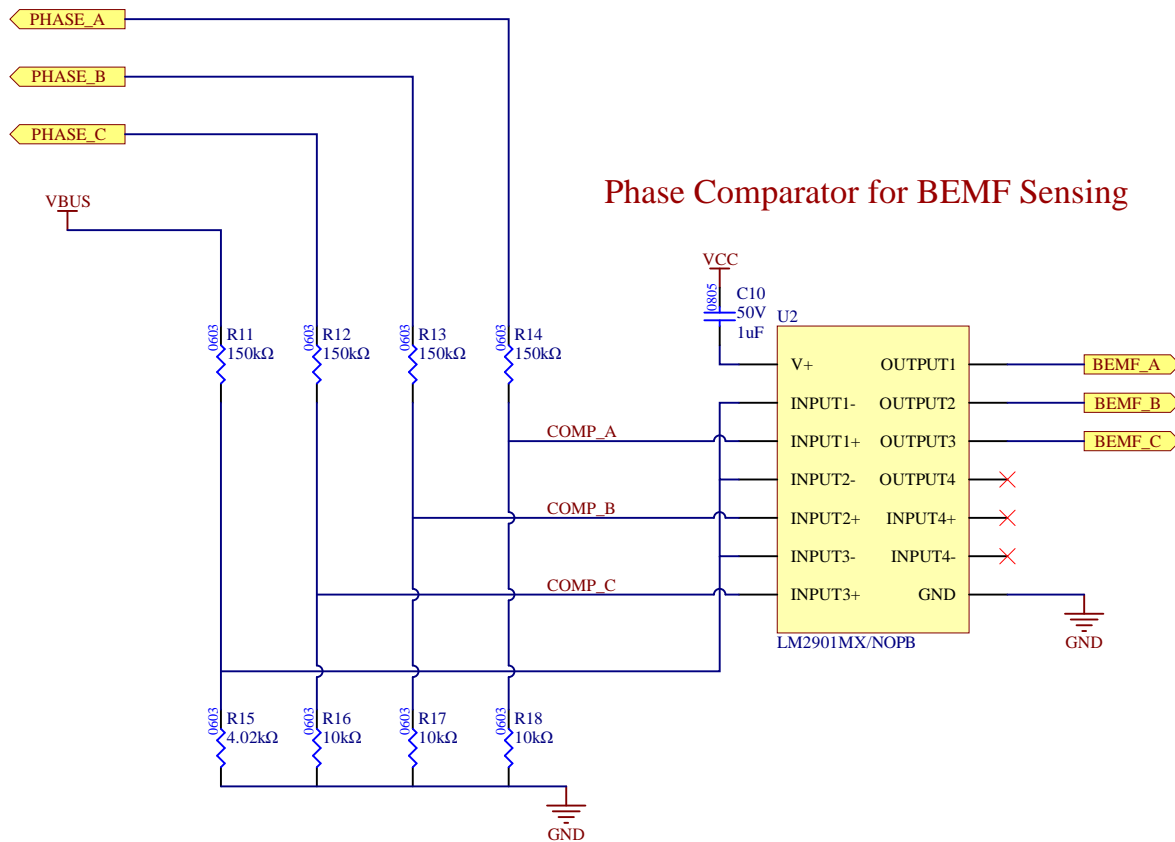 PHASE_A
PHASE_B
PHASE_C
VBUS
Phase Comparator for BEMF Sensing
VCC
0805
C10
50V
1uF
U2
0603
R11
150kΩ
0603
R12
150kΩ
0603
R13
150kΩ
0603
R14
150kΩ
V+
OUTPUT1
BEMF_A
INPUT1-
OUTPUT2
BEMF_B
COMP_A
INPUT1+
OUTPUT3
BEMF_C
INPUT2-
OUTPUT4
COMP_B
INPUT2+
INPUT4+
INPUT3-
INPUT4-
COMP_C
INPUT3+
GND
LM2901MX/NOPB
GND
0603
R15
4.02kΩ
0603
R16
10kΩ
0603
R17
10kΩ
0603
R18
10kΩ
GND